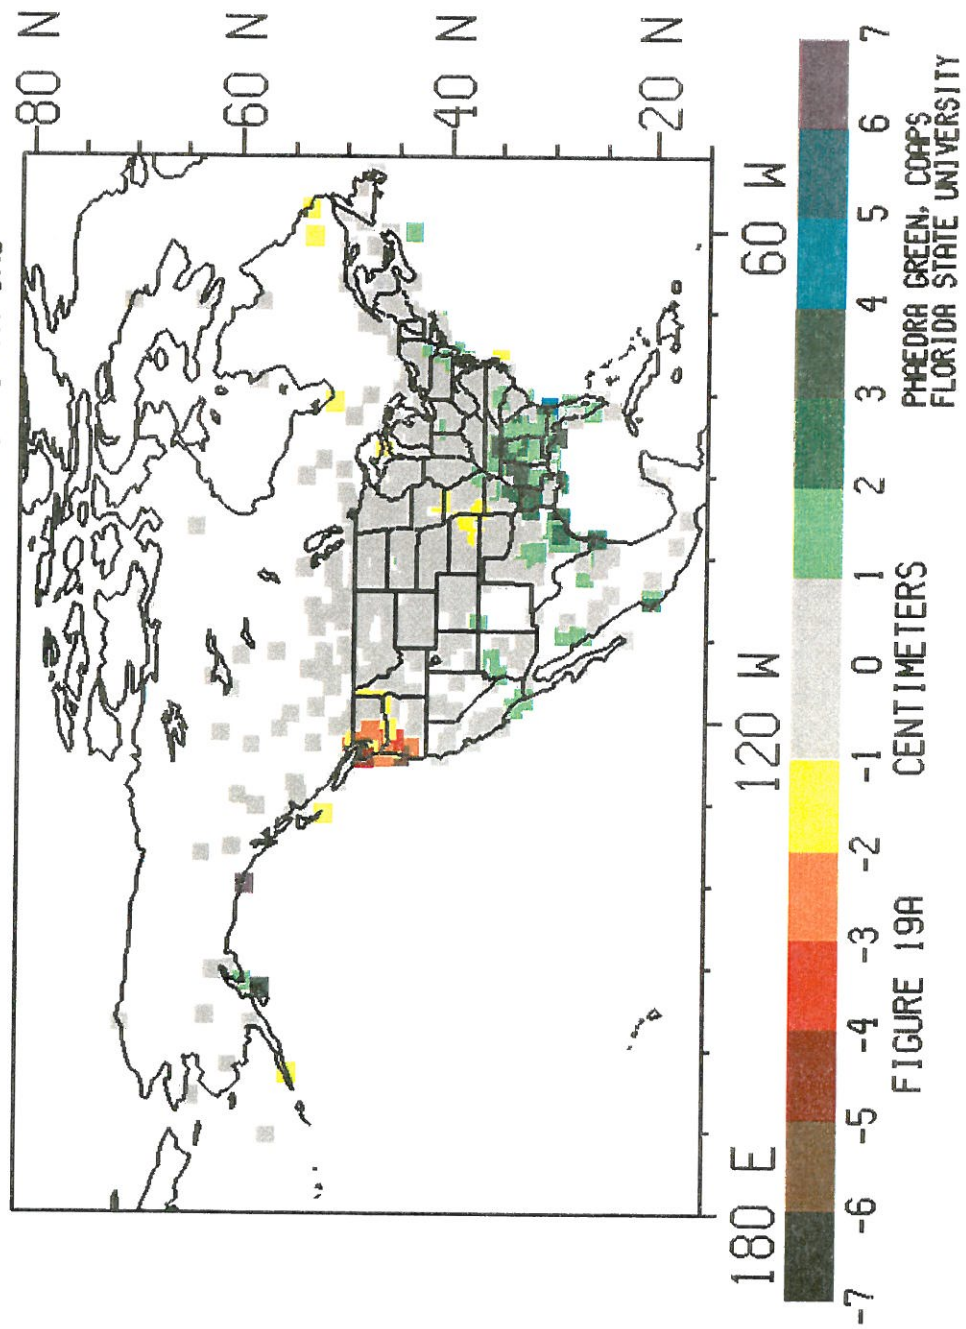 80 N
60 N
40 N
20 N
180 E
120 W
60 W
-7 -6 -5 -4 -3 -2 -1 0 1 2 3 4 5 6 7
FIGURE 19A
CENTIMETERS
PHAEDRA GREEN, COAPS
FLORIDA STATE UNIVERSITY